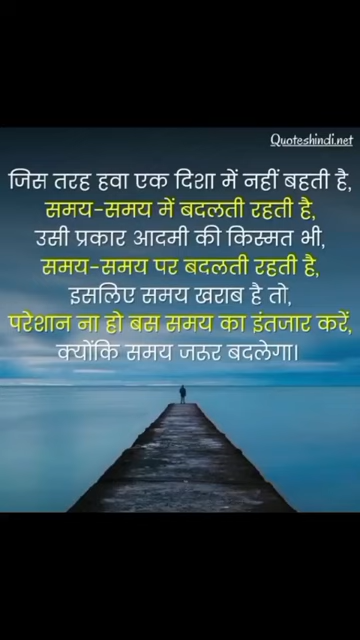 Quoteshindi.net
जिस तरह हवा एक दिशा में नहीं बहती है,
समय-समय में बदलती रहती है,
उसी प्रकार आदमी की किस्मत भी,
समय-समय पर बदलती रहती है,
इसलिए समय खराब है तो,
परेशान ना हो बस समय का इंतजार करें,
क्योंकि समय जरूर बदलेगा।